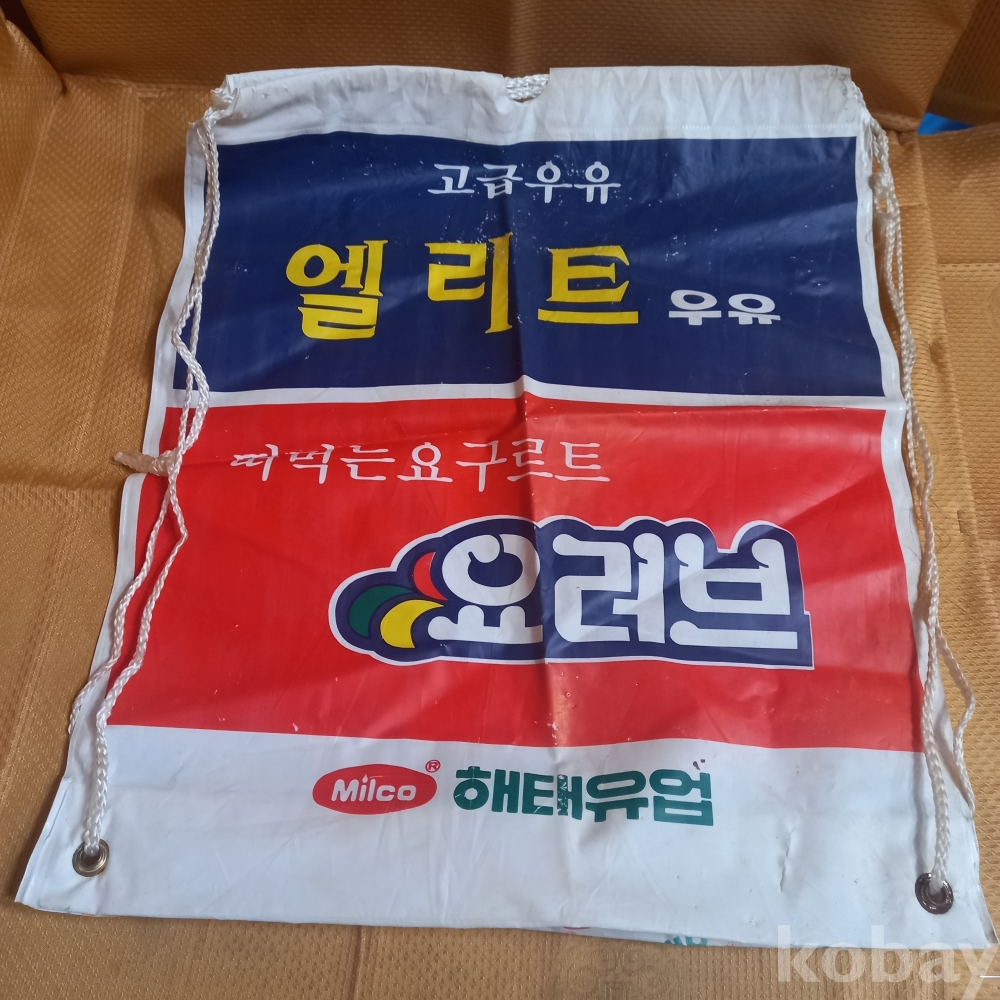 고급우유
엘리트 우유
떠먹는요구르트
요러브
Milco® 해태유업
kobay